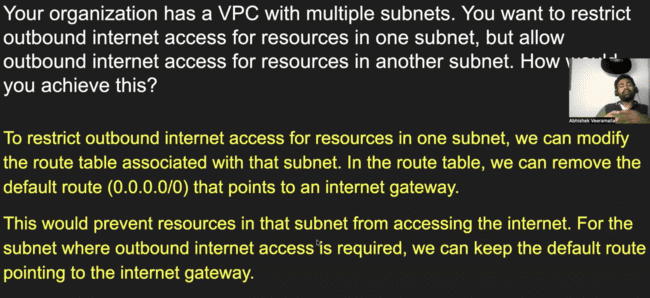 Your organization has a VPC with multiple subnets. You want to restrict
outbound internet access for resources in one subnet, but allow
outbound internet access for resources in another subnet. How
you achieve this?
Abhishek Veeramalla
To restrict outbound internet access for resources in one subnet, we can modify
the route table associated with that subnet. In the route table, we can remove the
default route (0.0.0.0/0) that points to an internet gateway.
This would prevent resources in that subnet from accessing the internet. For the
subnet where outbound internet access is required, we can keep the default route
pointing to the internet gateway.